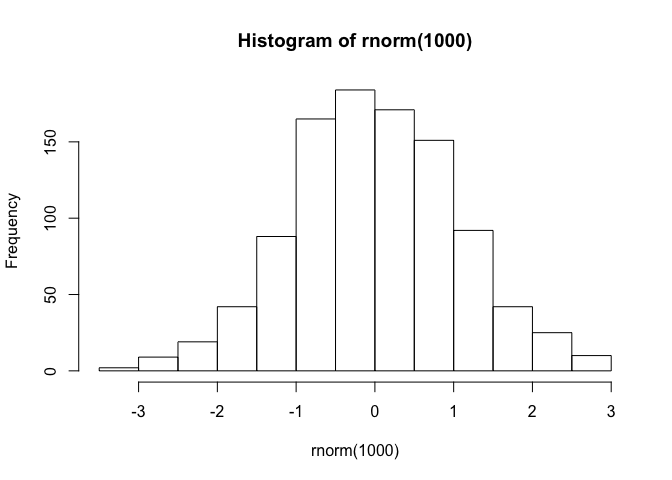 Histogram of rnorm(1000)
Frequency
150
100
50
0
-3 -2 -1 0 1 2 3
rnorm(1000)